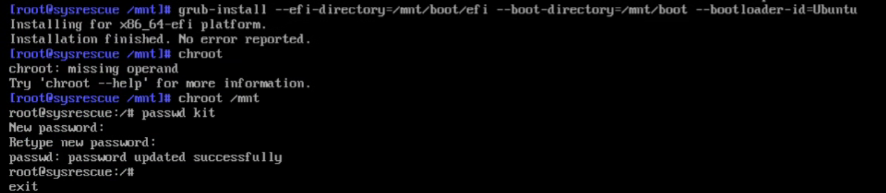 [root@sysrescue /mnt]# grub-install --efi-directory=/mnt/boot/efi --boot-directory=/mnt/boot --bootloader-id=Ubuntu
Installing for x86_64-efi platform.
Installation finished. No error reported.
[root@sysrescue /mnt]# chroot
chroot: missing operand
Try 'chroot --help' for more information.
[root@sysrescue /mnt]# chroot /mnt
root@sysrescue:/# passwd kit
New password:
Retype new password:
passwd: password updated successfully
root@sysrescue:/#
exit